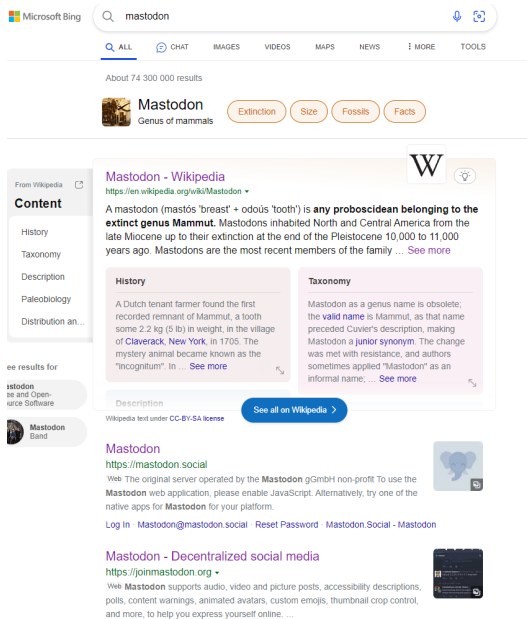 Microsoft Bing
mastodon
ALL
CHAT
IMAGES
VIDEOS
MAPS
NEWS
MORE
TOOLS
About 74 300 000 results
Mastodon
Genus of mammals
Extinction
Size
Fossils
Facts
From Wikipedia
Content
History
Taxonomy
Description
Paleobiology
Distribution an...
ee results for
astodon
ee and Open-
ource Software
Mastodon
Band
W
Mastodon - Wikipedia
https://en.wikipedia.org/wiki/Mastodon
A mastodon (mastós 'breast' + odoús 'tooth') is any proboscidean belonging to the
extinct genus Mammut. Mastodons inhabited North and Central America from the
late Miocene up to their extinction at the end of the Pleistocene 10,000 to 11,000
years ago. Mastodons are the most recent members of the family ... See more
History
A Dutch tenant farmer found the first
recorded remnant of Mammut, a tooth
some 2.2 kg (5 lb) in weight, in the village
of Claverack, New York, in 1705. The
mystery animal became known as the
"incognitum". In ... See more
Taxonomy
Mastodon as a genus name is obsolete;
the valid name is Mammut, as that name
preceded Cuvier's description, making
Mastodon a junior synonym. The change
was met with resistance, and authors
sometimes applied "Mastodon" as an
informal name; ... See more
Description
See all on Wikipedia
Wikipedia text under CC-BY-SA license
Mastodon
https://mastodon.social
Web The original server operated by the Mastodon gGmbH non-profit To use the
Mastodon web application, please enable JavaScript. Alternatively, try one of the
native apps for Mastodon for your platform.
Log In · Mastodon@mastodon.social · Reset Password · Mastodon.Social - Mastodon
Mastodon - Decentralized social media
https://joinmastodon.org
Web Mastodon supports audio, video and picture posts, accessibility descriptions,
polls, content warnings, animated avatars, custom emojis, thumbnail crop control,
and more, to help you express yourself online. ...